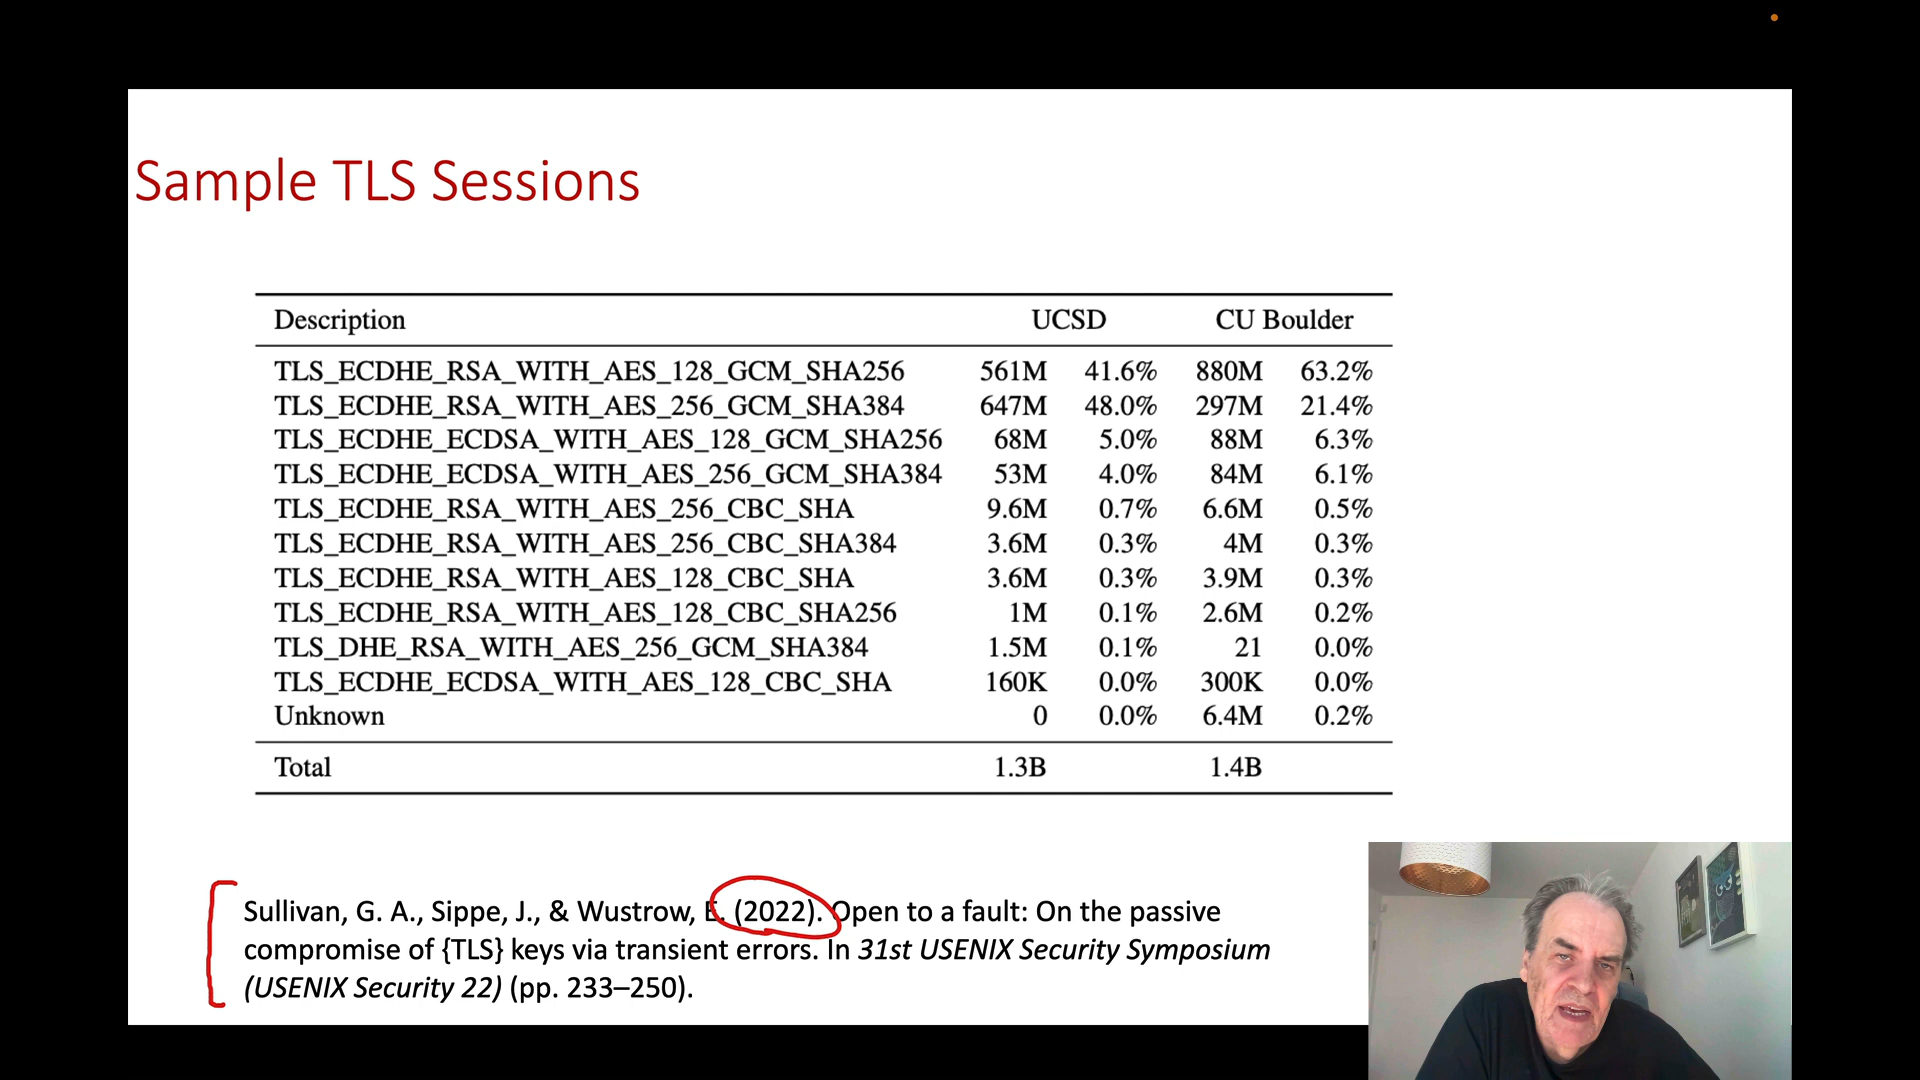 Sample TLS Sessions
Description UCSD CU Boulder
TLS_ECDHE_RSA_WITH_AES_128_GCM_SHA256 561M 41.6% 880M 63.2%
TLS_ECDHE_RSA_WITH_AES_256_GCM_SHA384 647M 48.0% 297M 21.4%
TLS_ECDHE_ECDSA_WITH_AES_128_GCM_SHA256 68M 5.0% 88M 6.3%
TLS_ECDHE_ECDSA_WITH_AES_256_GCM_SHA384 53M 4.0% 84M 6.1%
TLS_ECDHE_RSA_WITH_AES_256_CBC_SHA 9.6M 0.7% 6.6M 0.5%
TLS_ECDHE_RSA_WITH_AES_256_CBC_SHA384 3.6M 0.3% 4M 0.3%
TLS_ECDHE_RSA_WITH_AES_128_CBC_SHA 3.6M 0.3% 3.9M 0.3%
TLS_ECDHE_RSA_WITH_AES_128_CBC_SHA256 1M 0.1% 2.6M 0.2%
TLS_DHE_RSA_WITH_AES_256_GCM_SHA384 1.5M 0.1% 21 0.0%
TLS_ECDHE_ECDSA_WITH_AES_128_CBC_SHA 160K 0.0% 300K 0.0%
Unknown 0 0.0% 6.4M 0.2%
Total 1.3B 1.4B
Sullivan, G. A., Sippe, J., & Wustrow, E. (2022). Open to a fault: On the passive
compromise of {TLS} keys via transient errors. In 31st USENIX Security Symposium
(USENIX Security 22) (pp. 233–250).